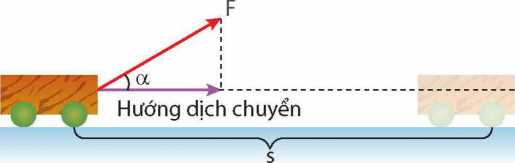 F
α
Hướng dịch chuyển
s